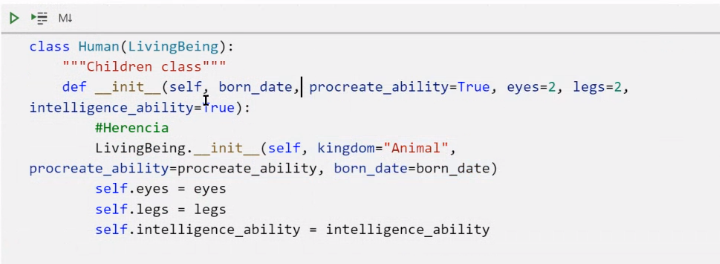 M↓
class Human(LivingBeing):
"""Children class"""
def __init__(self, born_date, procreate_ability=True, eyes=2, legs=2,
intelligence_ability=True):
#Herencia
LivingBeing.__init__(self, kingdom="Animal",
procreate_ability=procreate_ability, born_date=born_date)
self.eyes = eyes
self.legs = legs
self.intelligence_ability = intelligence_ability